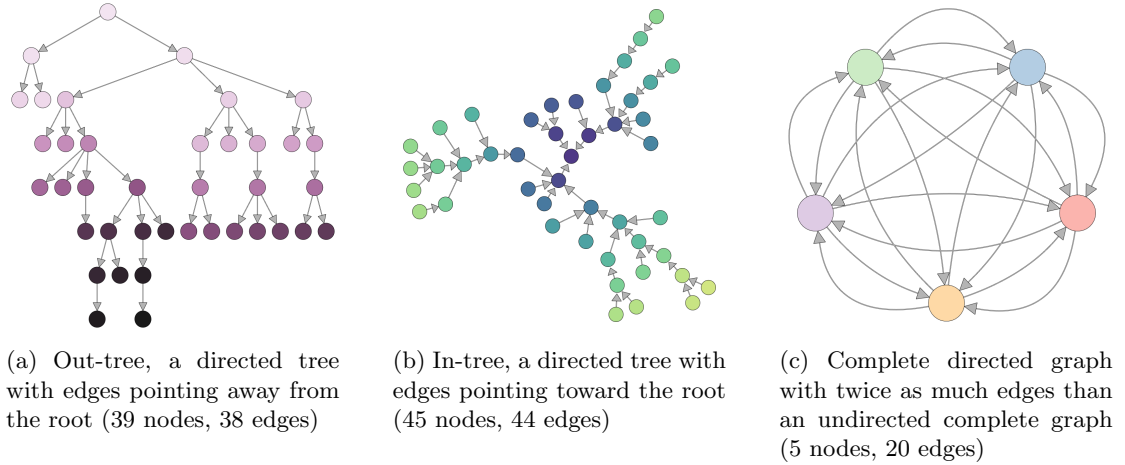 (a) Out-tree, a directed tree
with edges pointing away from
the root (39 nodes, 38 edges)
(b) In-tree, a directed tree with
edges pointing toward the root
(45 nodes, 44 edges)
(c) Complete directed graph
with twice as much edges than
an undirected complete graph
(5 nodes, 20 edges)